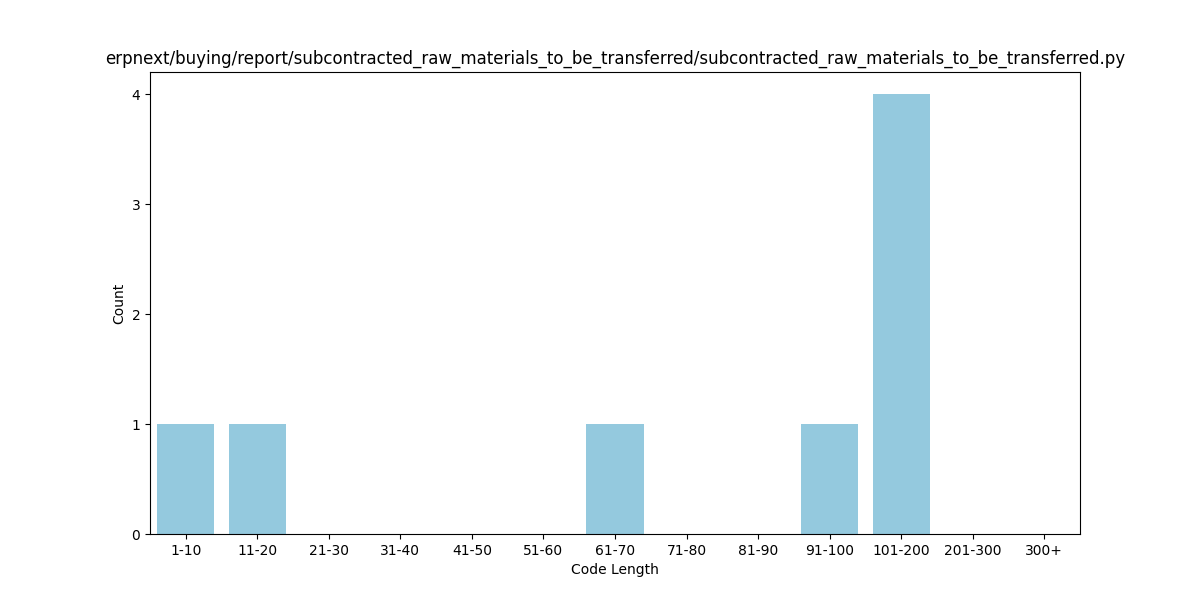 erpnext/buying/report/subcontracted_raw_materials_to_be_transferred/subcontracted_raw_materials_to_be_transferred.py
4
3
2
1
0
Count
1-10 11-20 21-30 31-40 41-50 51-60 61-70 71-80 81-90 91-100 101-200 201-300 300+
Code Length